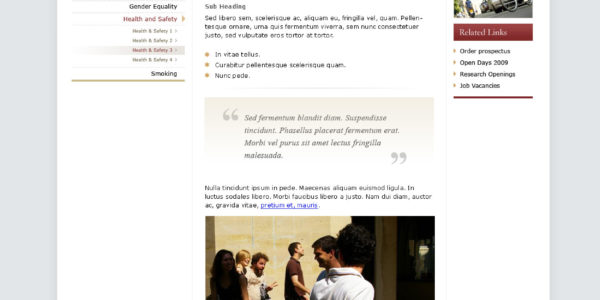 Gender Equality
Health and Safety
Health & Safety 1
Health & Safety 2
Health & Safety 3
Health & Safety 4
Smoking
Sub Heading
Sed libero sem, scelerisque ac, aliquam eu, fringilla vel, quam. Pellen-
tesque ornare, urna quis fermentum viverra, sem nunc consectetuer
justo, sed vulputate eros tortor at tortor.
In vitae tellus.
Curabitur pellentesque scelerisque quam.
Nunc pede.
“ Sed fermentum blandit diam. Suspendisse
tincidunt. Phasellus placerat fermentum erat.
Morbi vel purus sit amet lectus fringilla
malesuada. ”
Nulla tincidunt ipsum in pede. Maecenas aliquam euismod ligula. In
luctus sodales libero. Morbi faucibus libero a justo. Nam dui diam, auctor
ac, gravida vitae, pretium et, mauris.
Related Links
Order prospectus
Open Days 2009
Research Openings
Job Vacancies